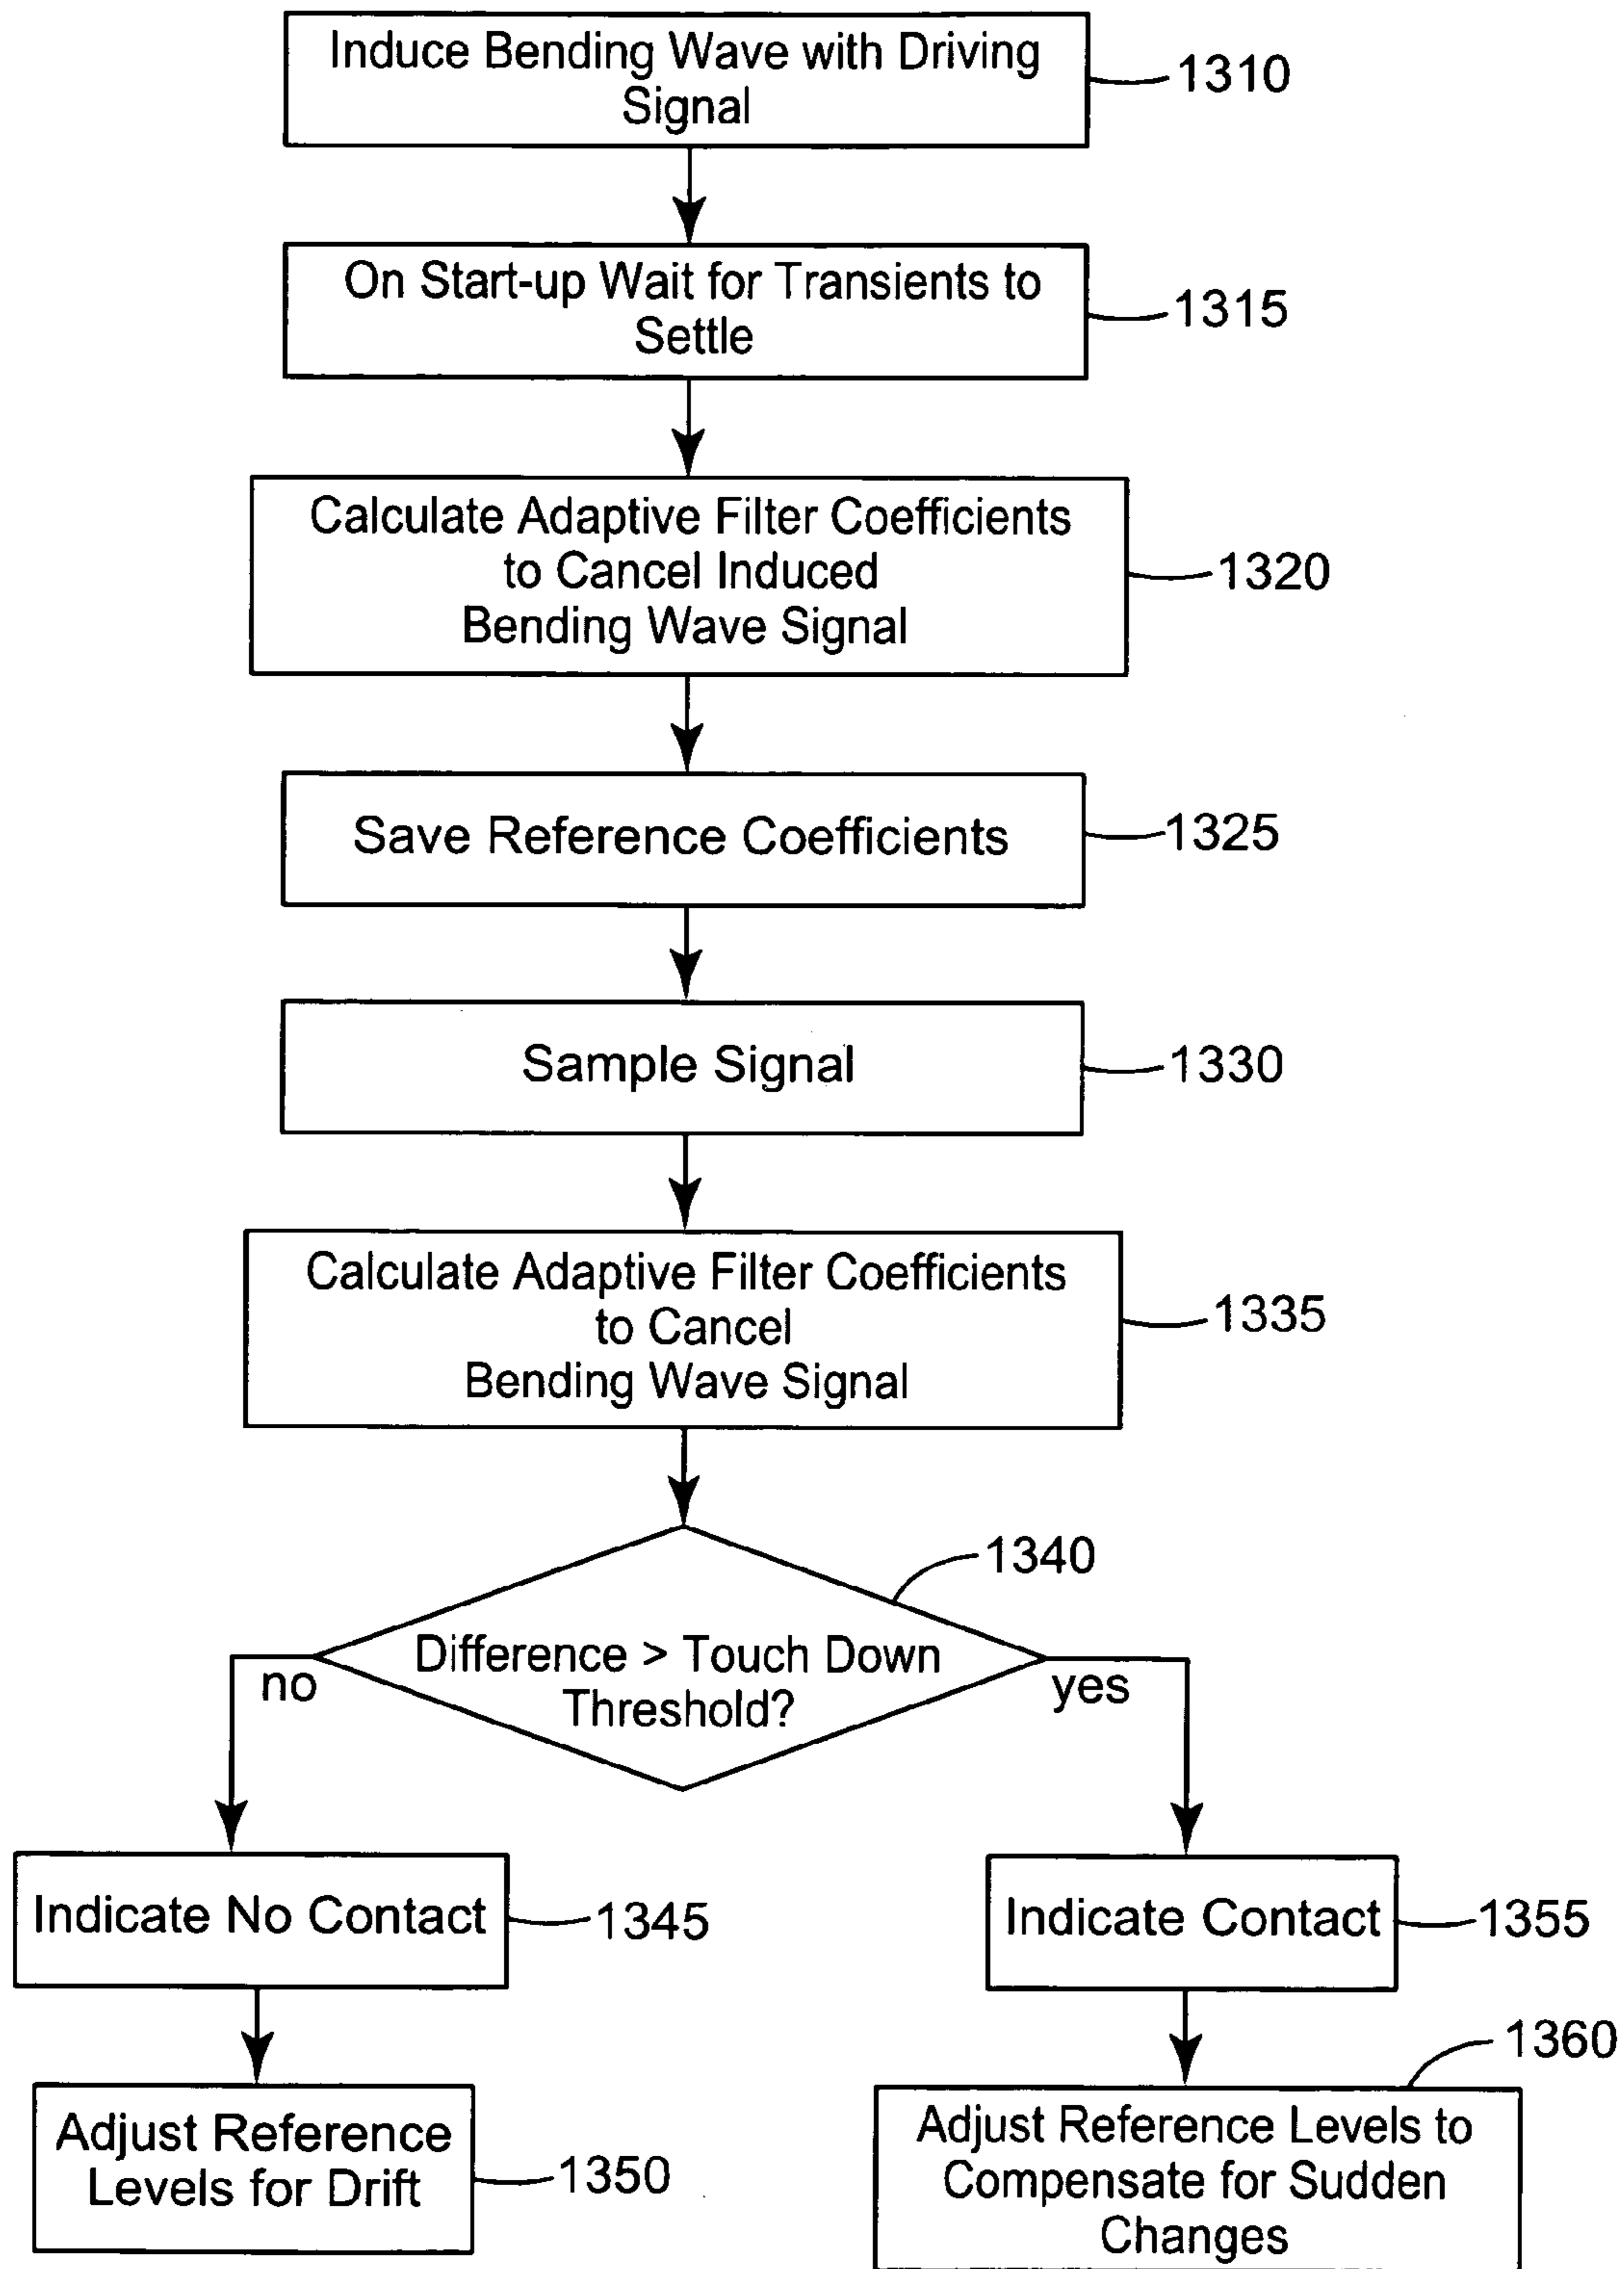 Induce Bending Wave with Driving
Signal
1310
On Start-up Wait for Transients to
Settle
1315
Calculate Adaptive Filter Coefficients
to Cancel Induced
Bending Wave Signal
1320
Save Reference Coefficients
1325
Sample Signal
1330
Calculate Adaptive Filter Coefficients
to Cancel
Bending Wave Signal
1335
1340
Difference > Touch Down
Threshold?
no
yes
Indicate No Contact
1345
Indicate Contact
1355
Adjust Reference
Levels for Drift
1350
1360
Adjust Reference Levels to
Compensate for Sudden
Changes